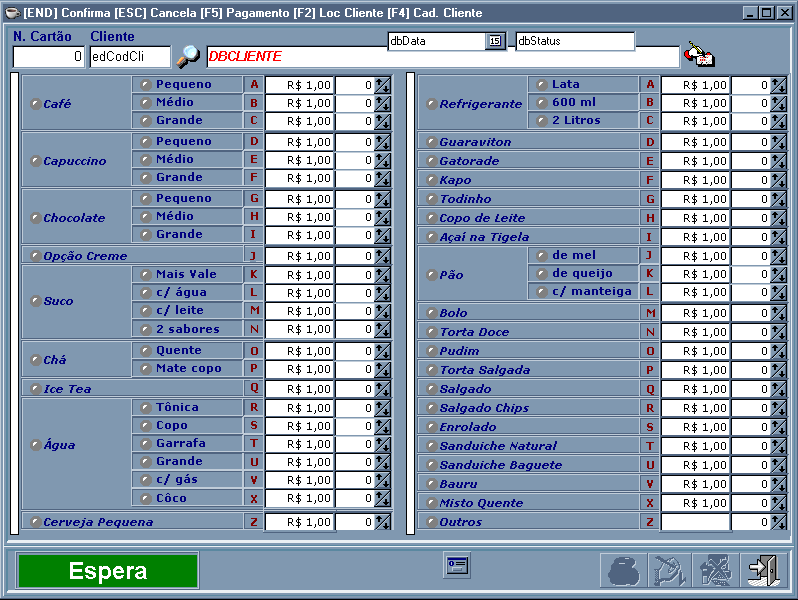 [END] Confirma [ESC] Cancela [F5] Pagamento [F2] Loc Cliente [F4] Cad. Cliente
N. Cartão Cliente dbData 15 dbStatus
0 edCodCli DBCLIENTE
Café
Pequeno A R$ 1,00 0
Médio B R$ 1,00 0
Grande C R$ 1,00 0
Capuccino
Pequeno D R$ 1,00 0
Médio E R$ 1,00 0
Grande F R$ 1,00 0
Chocolate
Pequeno G R$ 1,00 0
Médio H R$ 1,00 0
Grande I R$ 1,00 0
Opção Creme J R$ 1,00 0
Suco
Mais Vale K R$ 1,00 0
c/ água L R$ 1,00 0
c/ leite M R$ 1,00 0
2 sabores N R$ 1,00 0
Chá
Quente O R$ 1,00 0
Mate copo P R$ 1,00 0
Ice Tea Q R$ 1,00 0
Água
Tônica R R$ 1,00 0
Copo S R$ 1,00 0
Garrafa T R$ 1,00 0
Grande U R$ 1,00 0
c/ gás V R$ 1,00 0
Côco X R$ 1,00 0
Cerveja Pequena Z R$ 1,00 0
Refrigerante
Lata A R$ 1,00 0
600 ml B R$ 1,00 0
2 Litros C R$ 1,00 0
Guaraviton D R$ 1,00 0
Gatorade E R$ 1,00 0
Kapo F R$ 1,00 0
Todinho G R$ 1,00 0
Copo de Leite H R$ 1,00 0
Açaí na Tigela I R$ 1,00 0
Pão
de mel J R$ 1,00 0
de queijo K R$ 1,00 0
c/ manteiga L R$ 1,00 0
Bolo M R$ 1,00 0
Torta Doce N R$ 1,00 0
Pudim O R$ 1,00 0
Torta Salgada P R$ 1,00 0
Salgado Q R$ 1,00 0
Salgado Chips R R$ 1,00 0
Enrolado S R$ 1,00 0
Sanduiche Natural T R$ 1,00 0
Sanduiche Baguete U R$ 1,00 0
Bauru V R$ 1,00 0
Misto Quente X R$ 1,00 0
Outros Z 0
Espera